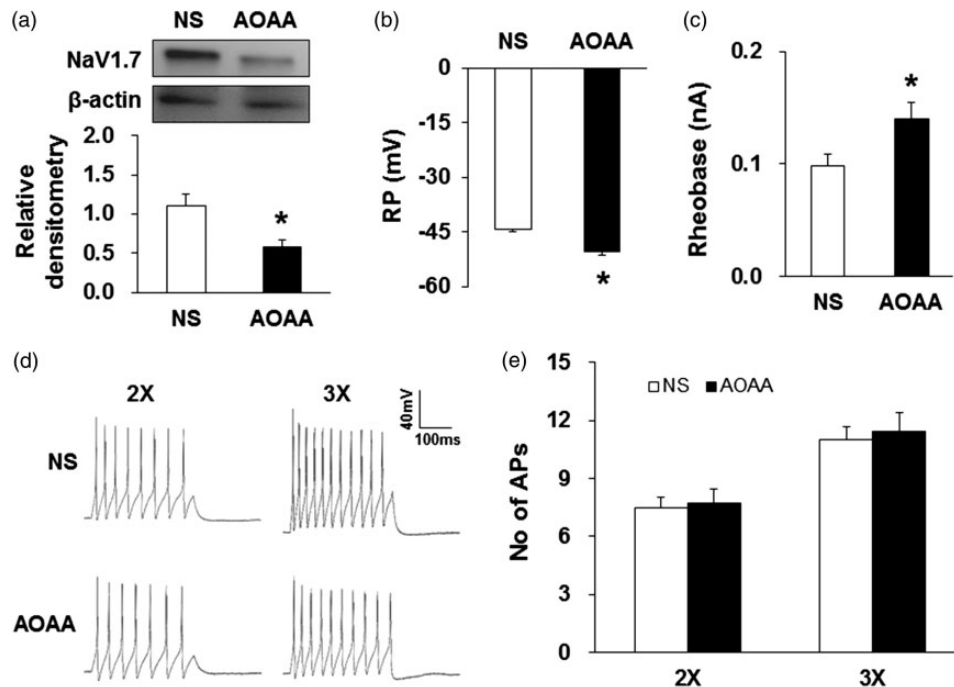 (a)
NS AOAA
NaV1.7
β-actin
2.0
1.5
1.0
0.5
0.0
Relative
densitometry
*
NS AOAA
(b)
NS AOAA
0
-15
-30
-45
-60
RP (mV)
*
(c)
0.2
0.1
0.0
Rheobase (nA)
*
NS AOAA
(d)
2X 3X
40mV
100ms
NS
AOAA
(e)
15
12
9
6
3
0
No of APs
NS AOAA
2X 3X